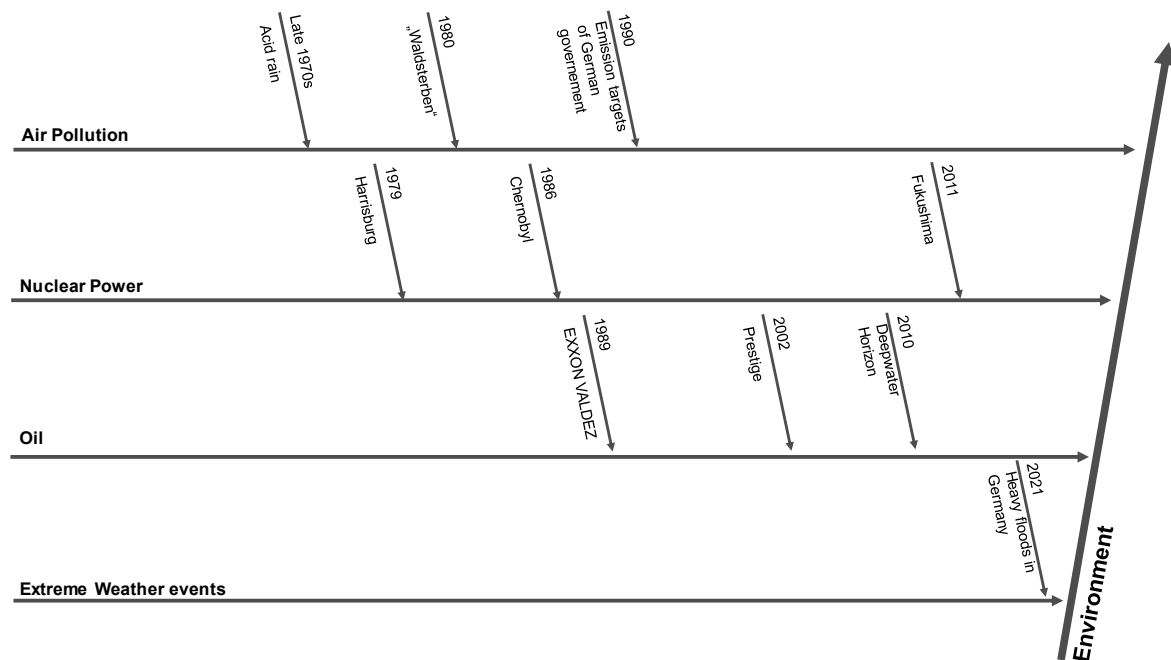 Late 1970s
Acid rain
1980
„Waldsterben“
1990
Emission targets
of German
governement
Air Pollution
1979
Harrisburg
1986
Chernobyl
2011
Fukushima
Nuclear Power
1989
EXXON VALDEZ
2002
Prestige
2010
Deepwater
Horizon
Oil
2021
Heavy floods in
Germany
Extreme Weather events
Environment